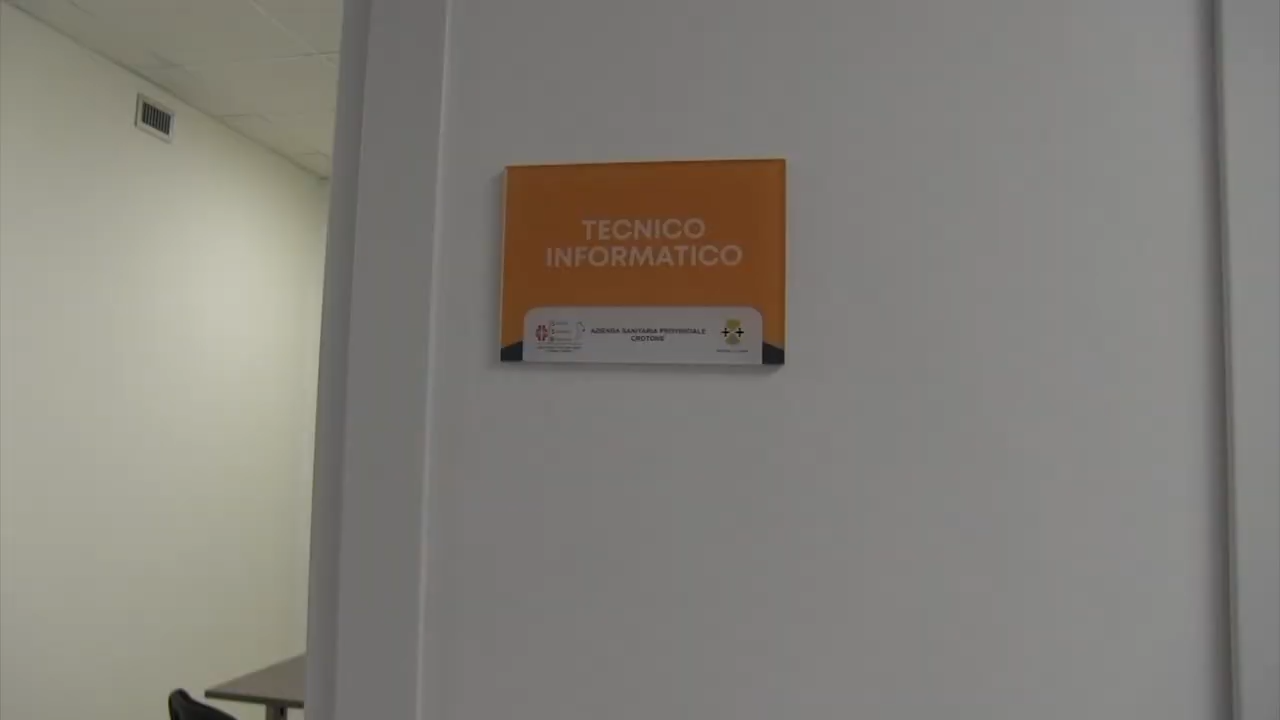 TECNICO
INFORMATICO
AZIENDA SANITARIA PROVINCIALE
CROTONE